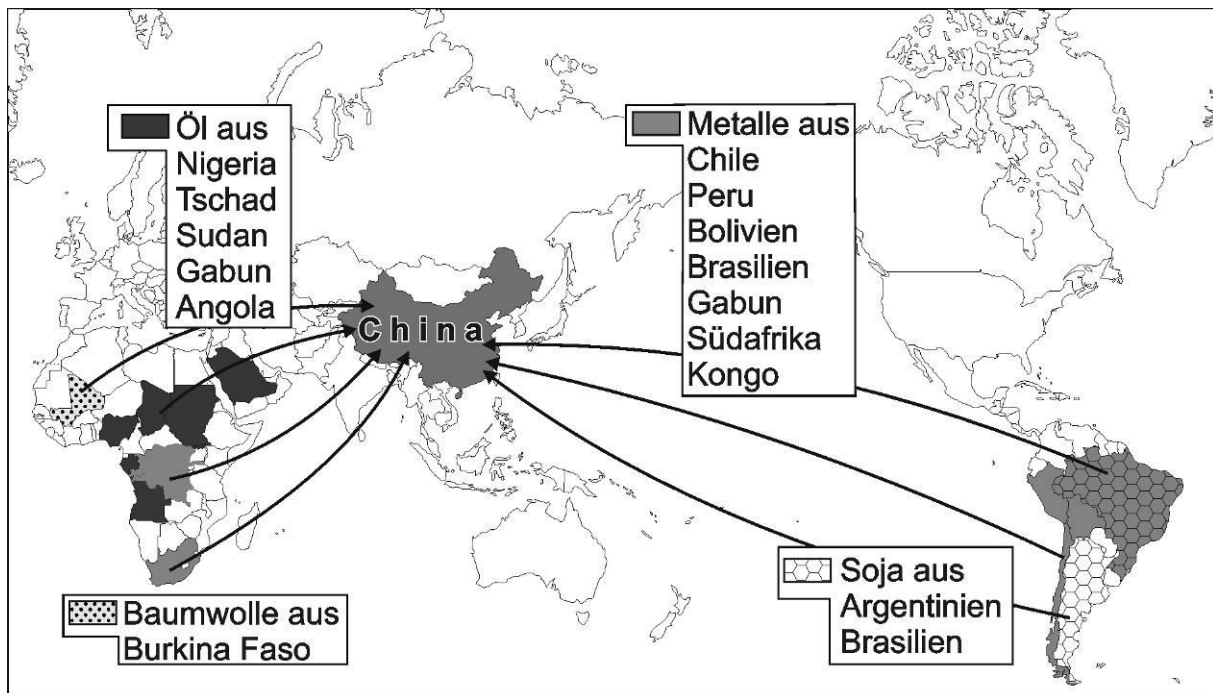 Öl aus
Nigeria
Tschad
Sudan
Gabun
Angola
Metalle aus
Chile
Peru
Bolivien
Brasilien
Gabun
Südafrika
Kongo
China
Baumwolle aus
Burkina Faso
Soja aus
Argentinien
Brasilien